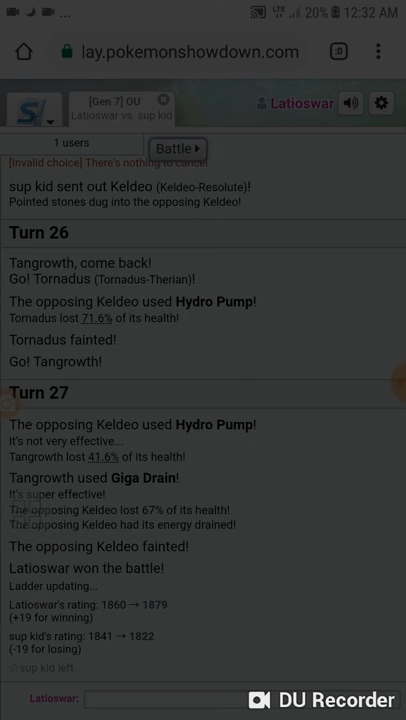 ... LTE 20% 12:32 AM
lay.pokemonshowdown.com :D
S!
[Gen 7] OU
Latioswar vs. sup kid
Latioswar
1 users
Battle
[Invalid choice] There's nothing to cancel
sup kid sent out Keldeo (Keldeo-Resolute)!
Pointed stones dug into the opposing Keldeo!
Turn 26
Tangrowth, come back!
Go! Tornadus (Tornadus-Therian)!
The opposing Keldeo used Hydro Pump!
Tornadus lost 71.6% of its health!
Tornadus fainted!
Go! Tangrowth!
Turn 27
The opposing Keldeo used Hydro Pump!
It's not very effective...
Tangrowth lost 41.6% of its health!
Tangrowth used Giga Drain!
It's super effective!
The opposing Keldeo lost 67% of its health!
The opposing Keldeo had its energy drained!
The opposing Keldeo fainted!
Latioswar won the battle!
Ladder updating...
Latioswar's rating: 1860 → 1879
(+19 for winning)
sup kid's rating: 1841 → 1822
(-19 for losing)
☆sup kid left.
Latioswar:
DU Recorder